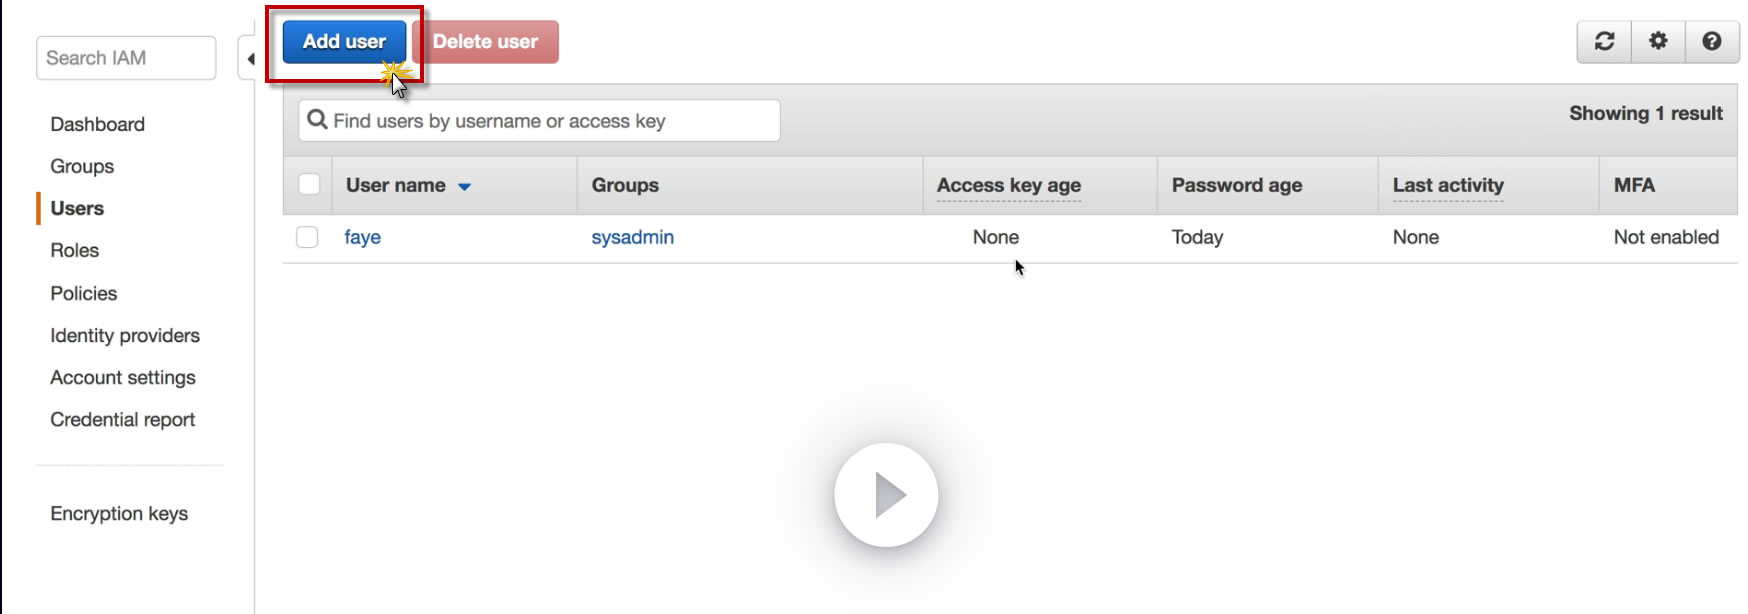 Search IAM
Add user
Delete user
Dashboard
Groups
Users
Roles
Policies
Identity providers
Account settings
Credential report
Encryption keys
Find users by username or access key
Showing 1 result
User name Groups Access key age Password age Last activity MFA
faye sysadmin None Today None Not enabled